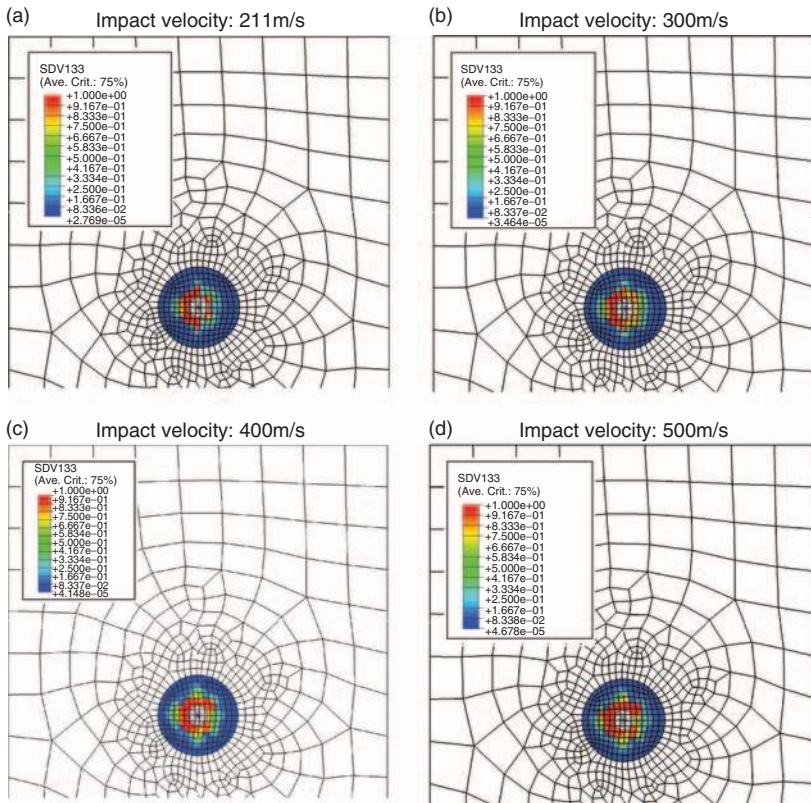 (a)
Impact velocity: 211m/s
SDV133
(Ave. Crit.: 75%)
+1.000e+00
+9.167e–01
+8.333e–01
+7.500e–01
+6.667e–01
+5.833e–01
+5.000e–01
+4.167e–01
+3.334e–01
+2.500e–01
+1.667e–01
+8.336e–02
+2.769e–05
(b)
Impact velocity: 300m/s
SDV133
(Ave. Crit.: 75%)
+1.000e+00
+9.167e–01
+8.333e–01
+7.500e–01
+6.667e–01
+5.833e–01
+5.000e–01
+4.167e–01
+3.334e–01
+2.500e–01
+1.667e–01
+8.337e–02
+3.464e–05
(c)
Impact velocity: 400m/s
SDV133
(Ave. Crit.: 75%)
+1.000e+00
+9.167e–01
+8.333e–01
+7.500e–01
+6.667e–01
+5.834e–01
+5.000e–01
+4.167e–01
+3.334e–01
+2.500e–01
+1.667e–01
+8.337e–02
+4.148e–05
(d)
Impact velocity: 500m/s
SDV133
(Ave. Crit.: 75%)
+1.000e+00
+9.167e–01
+8.333e–01
+7.500e–01
+6.667e–01
+5.834e–01
+5.000e–01
+4.167e–01
+3.334e–01
+2.500e–01
+1.667e–01
+8.338e–02
+4.678e–05